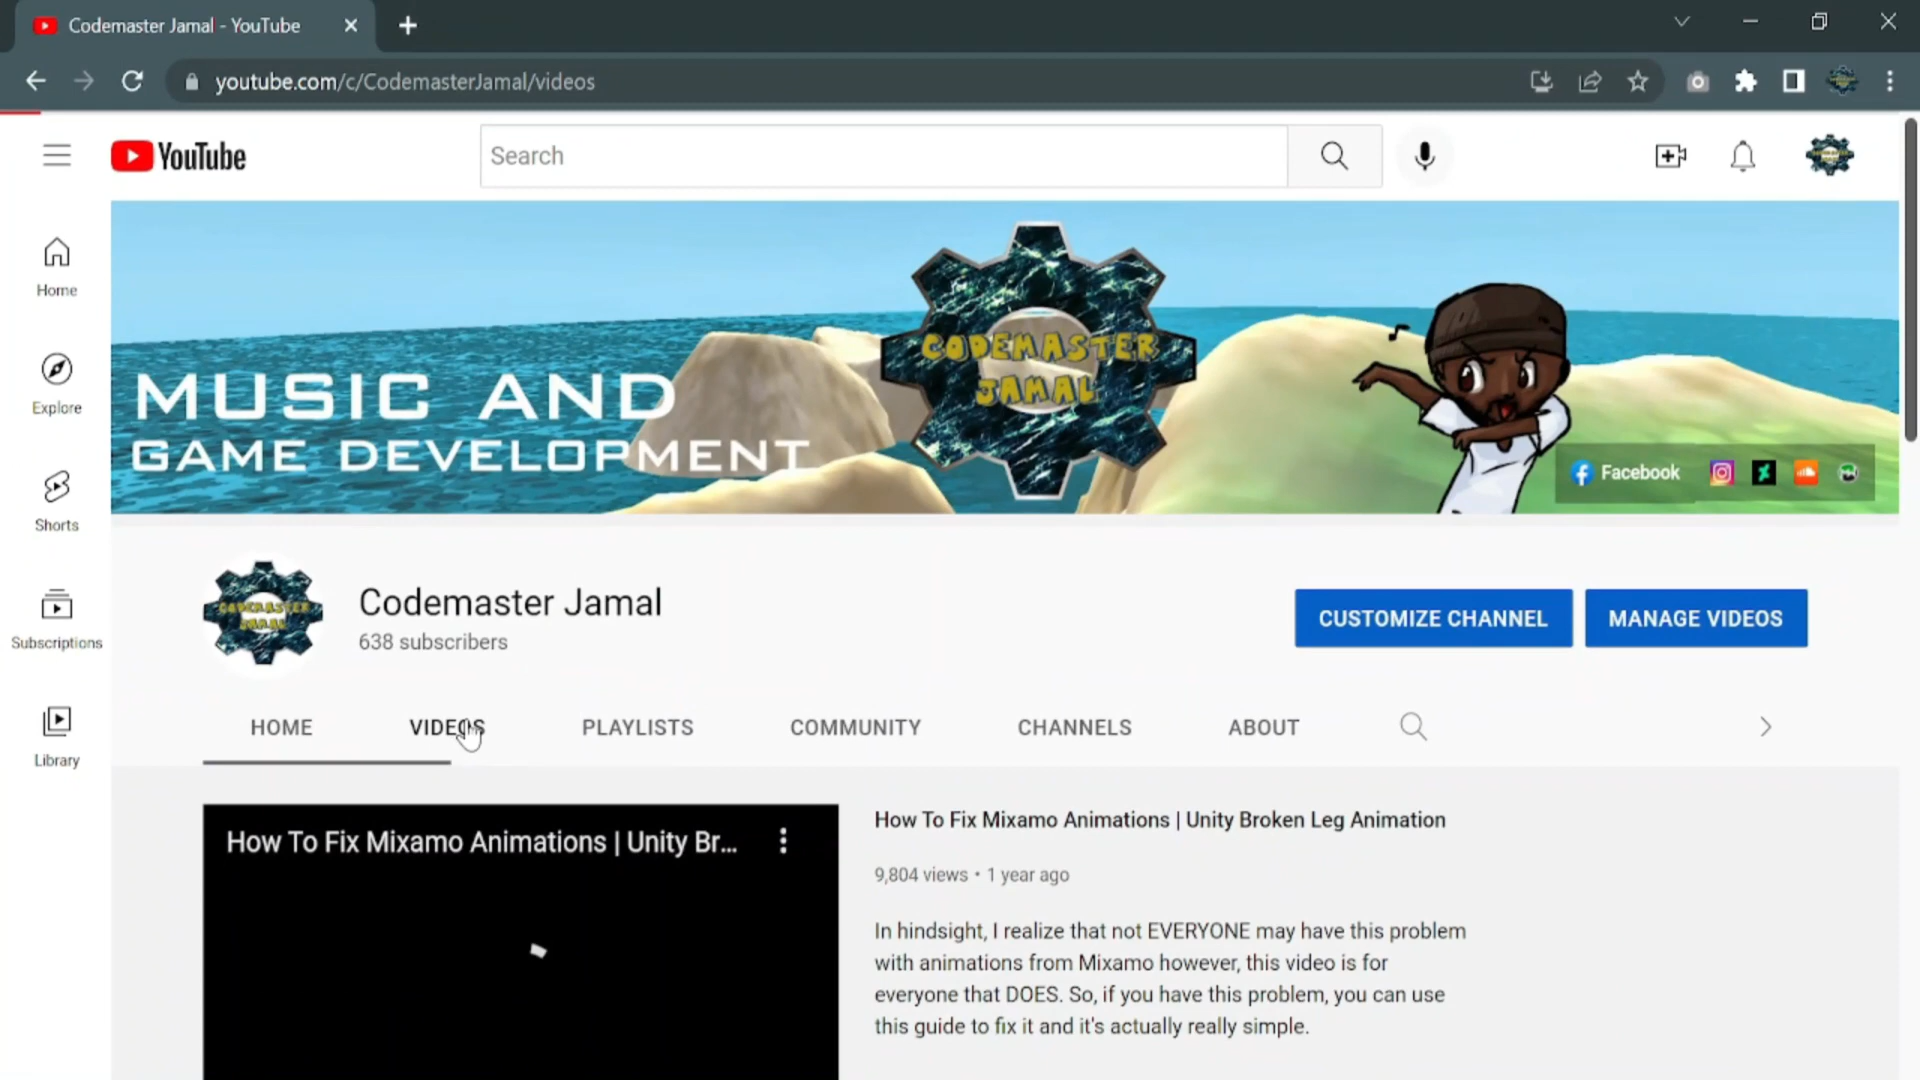 Codemaster Jamal - YouTube
youtube.com/c/CodemasterJamal/videos
YouTube
Search
Home
Explore
Shorts
Subscriptions
Library
MUSIC AND
GAME DEVELOPMENT
CODEMASTER
JAMAL
Facebook
CODEMASTER
JAMAL
Codemaster Jamal
638 subscribers
CUSTOMIZE CHANNEL
MANAGE VIDEOS
HOME
VIDEOS
PLAYLISTS
COMMUNITY
CHANNELS
ABOUT
How To Fix Mixamo Animations | Unity Br...
How To Fix Mixamo Animations | Unity Broken Leg Animation
9,804 views • 1 year ago
In hindsight, I realize that not EVERYONE may have this problem
with animations from Mixamo however, this video is for
everyone that DOES. So, if you have this problem, you can use
this guide to fix it and it's actually really simple.